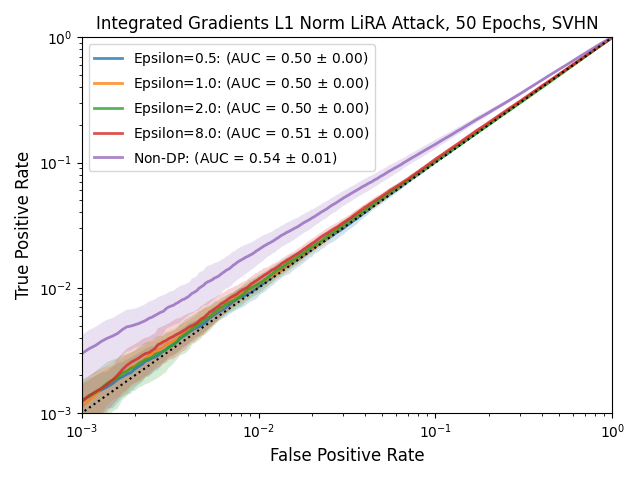 Integrated Gradients L1 Norm LiRA Attack, 50 Epochs, SVHN
Epsilon=0.5: (AUC = 0.50 ± 0.00)
Epsilon=1.0: (AUC = 0.50 ± 0.00)
Epsilon=2.0: (AUC = 0.50 ± 0.00)
Epsilon=8.0: (AUC = 0.51 ± 0.00)
Non-DP: (AUC = 0.54 ± 0.01)
True Positive Rate
10⁰
10⁻¹
10⁻²
10⁻³
10⁻³ 10⁻² 10⁻¹ 10⁰
False Positive Rate